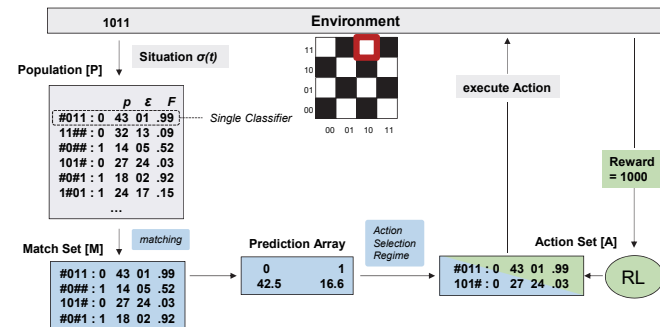 Environment
1011
Situation σ(t)
Population [P]
p ε F
#011 : 0 43 01 .99
11## : 0 32 13 .09
#0## : 1 14 05 .52
101# : 0 27 24 .03
#0#1 : 1 18 02 .92
1#01 : 1 24 17 .15
...
Single Classifier
11
10
01
00
00 01 10 11
execute Action
Reward
= 1000
matching
Match Set [M]
#011 : 0 43 01 .99
#0## : 1 14 05 .52
101# : 0 27 24 .03
#0#1 : 1 18 02 .92
Prediction Array
0 1
42.5 16.6
Action
Selection
Regime
Action Set [A]
#011 : 0 43 01 .99
101# : 0 27 24 .03
RL